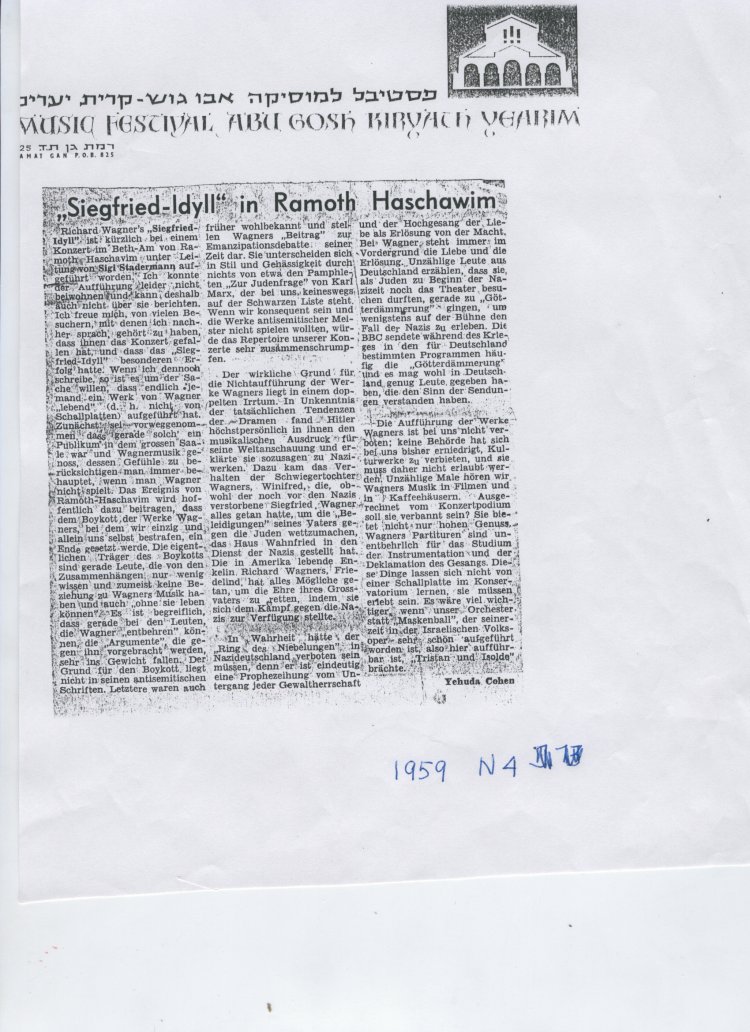 פסטיבל למוסיקה אבו גוש-קרית יערים
MUSIC FESTIVAL ABU GOSH KIRYATH YEARIM
רמת גן ת.ד. 25
AMAT GAN P.O.B. 825
„Siegfried-Idyll“ in Ramoth Haschawim
Richard Wagner's „Siegfried-
Idyll“ ist kürzlich bei einem
Konzert im Beth-Am von Ra-
moth Haschawim unter Lei-
tung von Sigi Stadermann auf-
geführt worden. Ich konnte
der Aufführung leider nicht
beiwohnen und kann deshalb
auch nicht über sie berichten.
Ich freue mich, von vielen Be-
suchern, mit denen ich nach-
her sprach, gehört zu haben,
dass ihnen das Konzert gefal-
len hat, und dass das „Sieg-
fried-Idyll“ besonderen Er-
folg hatte. Wenn ich dennoch
schreibe, so ist es um der Sa-
che willen, dass endlich je-
mand ein Werk von Wagner
„lebend“ (d. h. nicht von
Schallplatten) aufgeführt hat.
Zunächst sei vorweggenom-
men, dass gerade solch ein
Publikum in dem grossen Saa-
le war und Wagnermusik ge-
noss, dessen Gefühle zu be-
rücksichtigen man immer be-
hauptet, wenn man Wagner
nicht spielt. Das Ereignis von
Ramoth-Haschavim wird hof-
fentlich dazu beitragen, dass
dem Boykott der Werke Wag-
ners, bei dem wir einzig und
allein uns selbst bestrafen, ein
Ende gesetzt werde. Die eigent-
lichen Träger des Boykotts
sind gerade Leute, die von den
Zusammenhängen nur wenig
wissen und zumeist keine Be-
ziehung zu Wagners Musik ha-
ben und auch „ohne sie leben
können“. Es ist begreiflich,
dass gerade bei den Leuten,
die Wagner „entbehren“ kön-
nen, die „Argumente“, die ge-
gen ihn vorgebracht werden,
sehr ins Gewicht fallen. Der
Grund für den Boykott liegt
nicht in seinen antisemitischen
Schriften. Letztere waren auch
früher wohlbekannt und stel-
len Wagners „Beitrag“ zur
Emanzipationsdebatte seiner
Zeit dar. Sie unterscheiden sich
in Stil und Gehässigkeit durch
nichts von etwa den Pamphle-
ten „Zur Judenfrage“ von Karl
Marx, der bei uns keineswegs
auf der Schwarzen Liste steht.
Wenn wir konsequent sein und
die Werke antisemitischer Mei-
ster nicht spielen wollten, wür-
de das Repertoire unserer Kon-
zerte sehr zusammenschrump-
fen.
Der wirkliche Grund für
die Nichtaufführung der Wer-
ke Wagners liegt in einem dop-
pelten Irrtum. In Unkenntnis
der tatsächlichen Tendenzen
der Dramen fand Hitler
höchstpersönlich in ihnen den
musikalischen Ausdruck für
seine Weltanschauung und er-
klärte sie sozusagen zu Nazi-
werken. Dazu kam das Ver-
halten der Schwiegertochter
Wagners, Winifred, die, ob-
wohl der noch vor den Nazis
verstorbene Siegfried Wagner
alles getan hatte, um die „Be-
leidigungen“ seines Vaters ge-
gen die Juden wettzumachen,
das Haus Wahnfried in den
Dienst der Nazis gestellt hat.
Die in Amerika lebende En-
kelin Richard Wagners, Frie-
delind, hat alles Mögliche ge-
tan, um die Ehre ihres Gross-
vaters zu retten, indem sie
sich dem Kampf gegen die Na-
zis zur Verfügung stellte.
In Wahrheit hätte der
„Ring des Niebelungen“ in
Nazideutschland verboten sein
müssen, denn er ist eindeutig
eine Prophezeihung vom Un-
tergang jeder Gewaltherrschaft
und der Hochgesang der Lie-
be als Erlösung von der Macht.
Bei Wagner steht immer im
Vordergrund die Liebe und die
Erlösung. Unzählige Leute aus
Deutschland erzählen, dass sie,
als Juden zu Beginn der Na-
zizeit noch das Theater besu-
chen durften, gerade zu „Göt-
terdämmerung“ gingen, um
wenigstens auf der Bühne den
Fall der Nazis zu erleben. Die
BBC sendete während des Krie-
ges in den für Deutschland
bestimmten Programmen häu-
fig die „Götterdämmerung“
und es mag wohl in Deutsch-
land genug Leute gegeben ha-
ben, die den Sinn der Sendun-
gen verstanden haben.
Die Aufführung der Werke
Wagners ist bei uns nicht ver-
boten; keine Behörde hat sich
bei uns bisher erniedrigt, Kul-
turwerke zu verbieten, und sie
muss daher nicht erlaubt wer-
den. Unzählige Male hören wir
Wagners Musik in Filmen und
in Kaffehäusern. Ausge-
rechnet vom Konzertpodium
soll sie verbannt sein? Sie bie-
tet nicht nur hohen Genuss.
Wagners Partituren sind un-
entbehrlich für das Studium
der Instrumentation und der
Deklamation des Gesangs. Die-
se Dinge lassen sich nicht von
einer Schallplatte im Konser-
vatorium lernen, sie müssen
erlebt sein. Es wäre viel wich-
tiger, wenn unser Orchester
statt „Maskenball“, der seiner-
zeit in der Israelischen Volks-
oper sehr schön aufgeführt
worden ist, also hier aufführ-
bar ist, „Tristan und Isolde“
brächte.
Yehuda Cohen
1959 N4